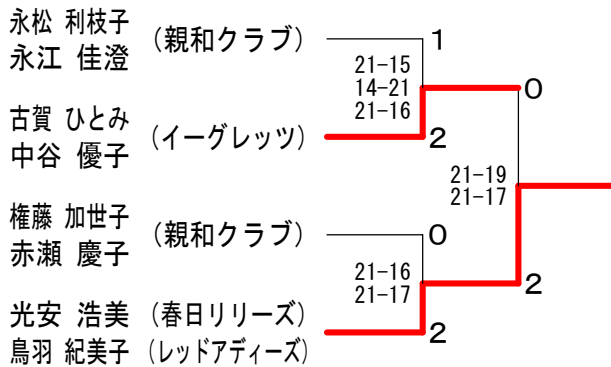 永松 利枝子
永江 佳澄
(親和クラブ)
1
21-15
14-21
21-16
0
古賀 ひとみ
中谷 優子
(イーグレッツ)
2
21-19
21-17
権藤 加世子
赤瀬 慶子
(親和クラブ)
0
21-16
21-17
2
光安 浩美 (春日リリーズ)
鳥羽 紀美子 (レッドアディーズ)
2